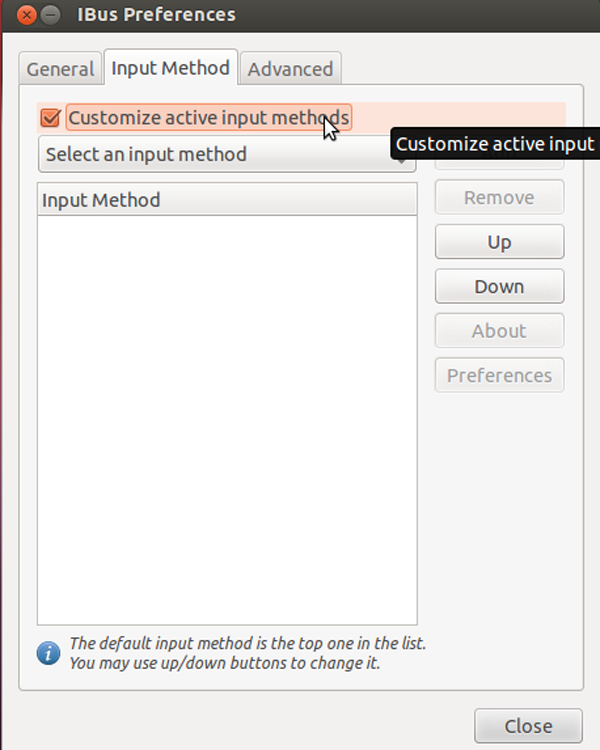 IBus Preferences
General
Input Method
Advanced
Customize active input methods
Customize active input
Select an input method
Input Method
Remove
Up
Down
About
Preferences
The default input method is the top one in the list.
You may use up/down buttons to change it.
Close